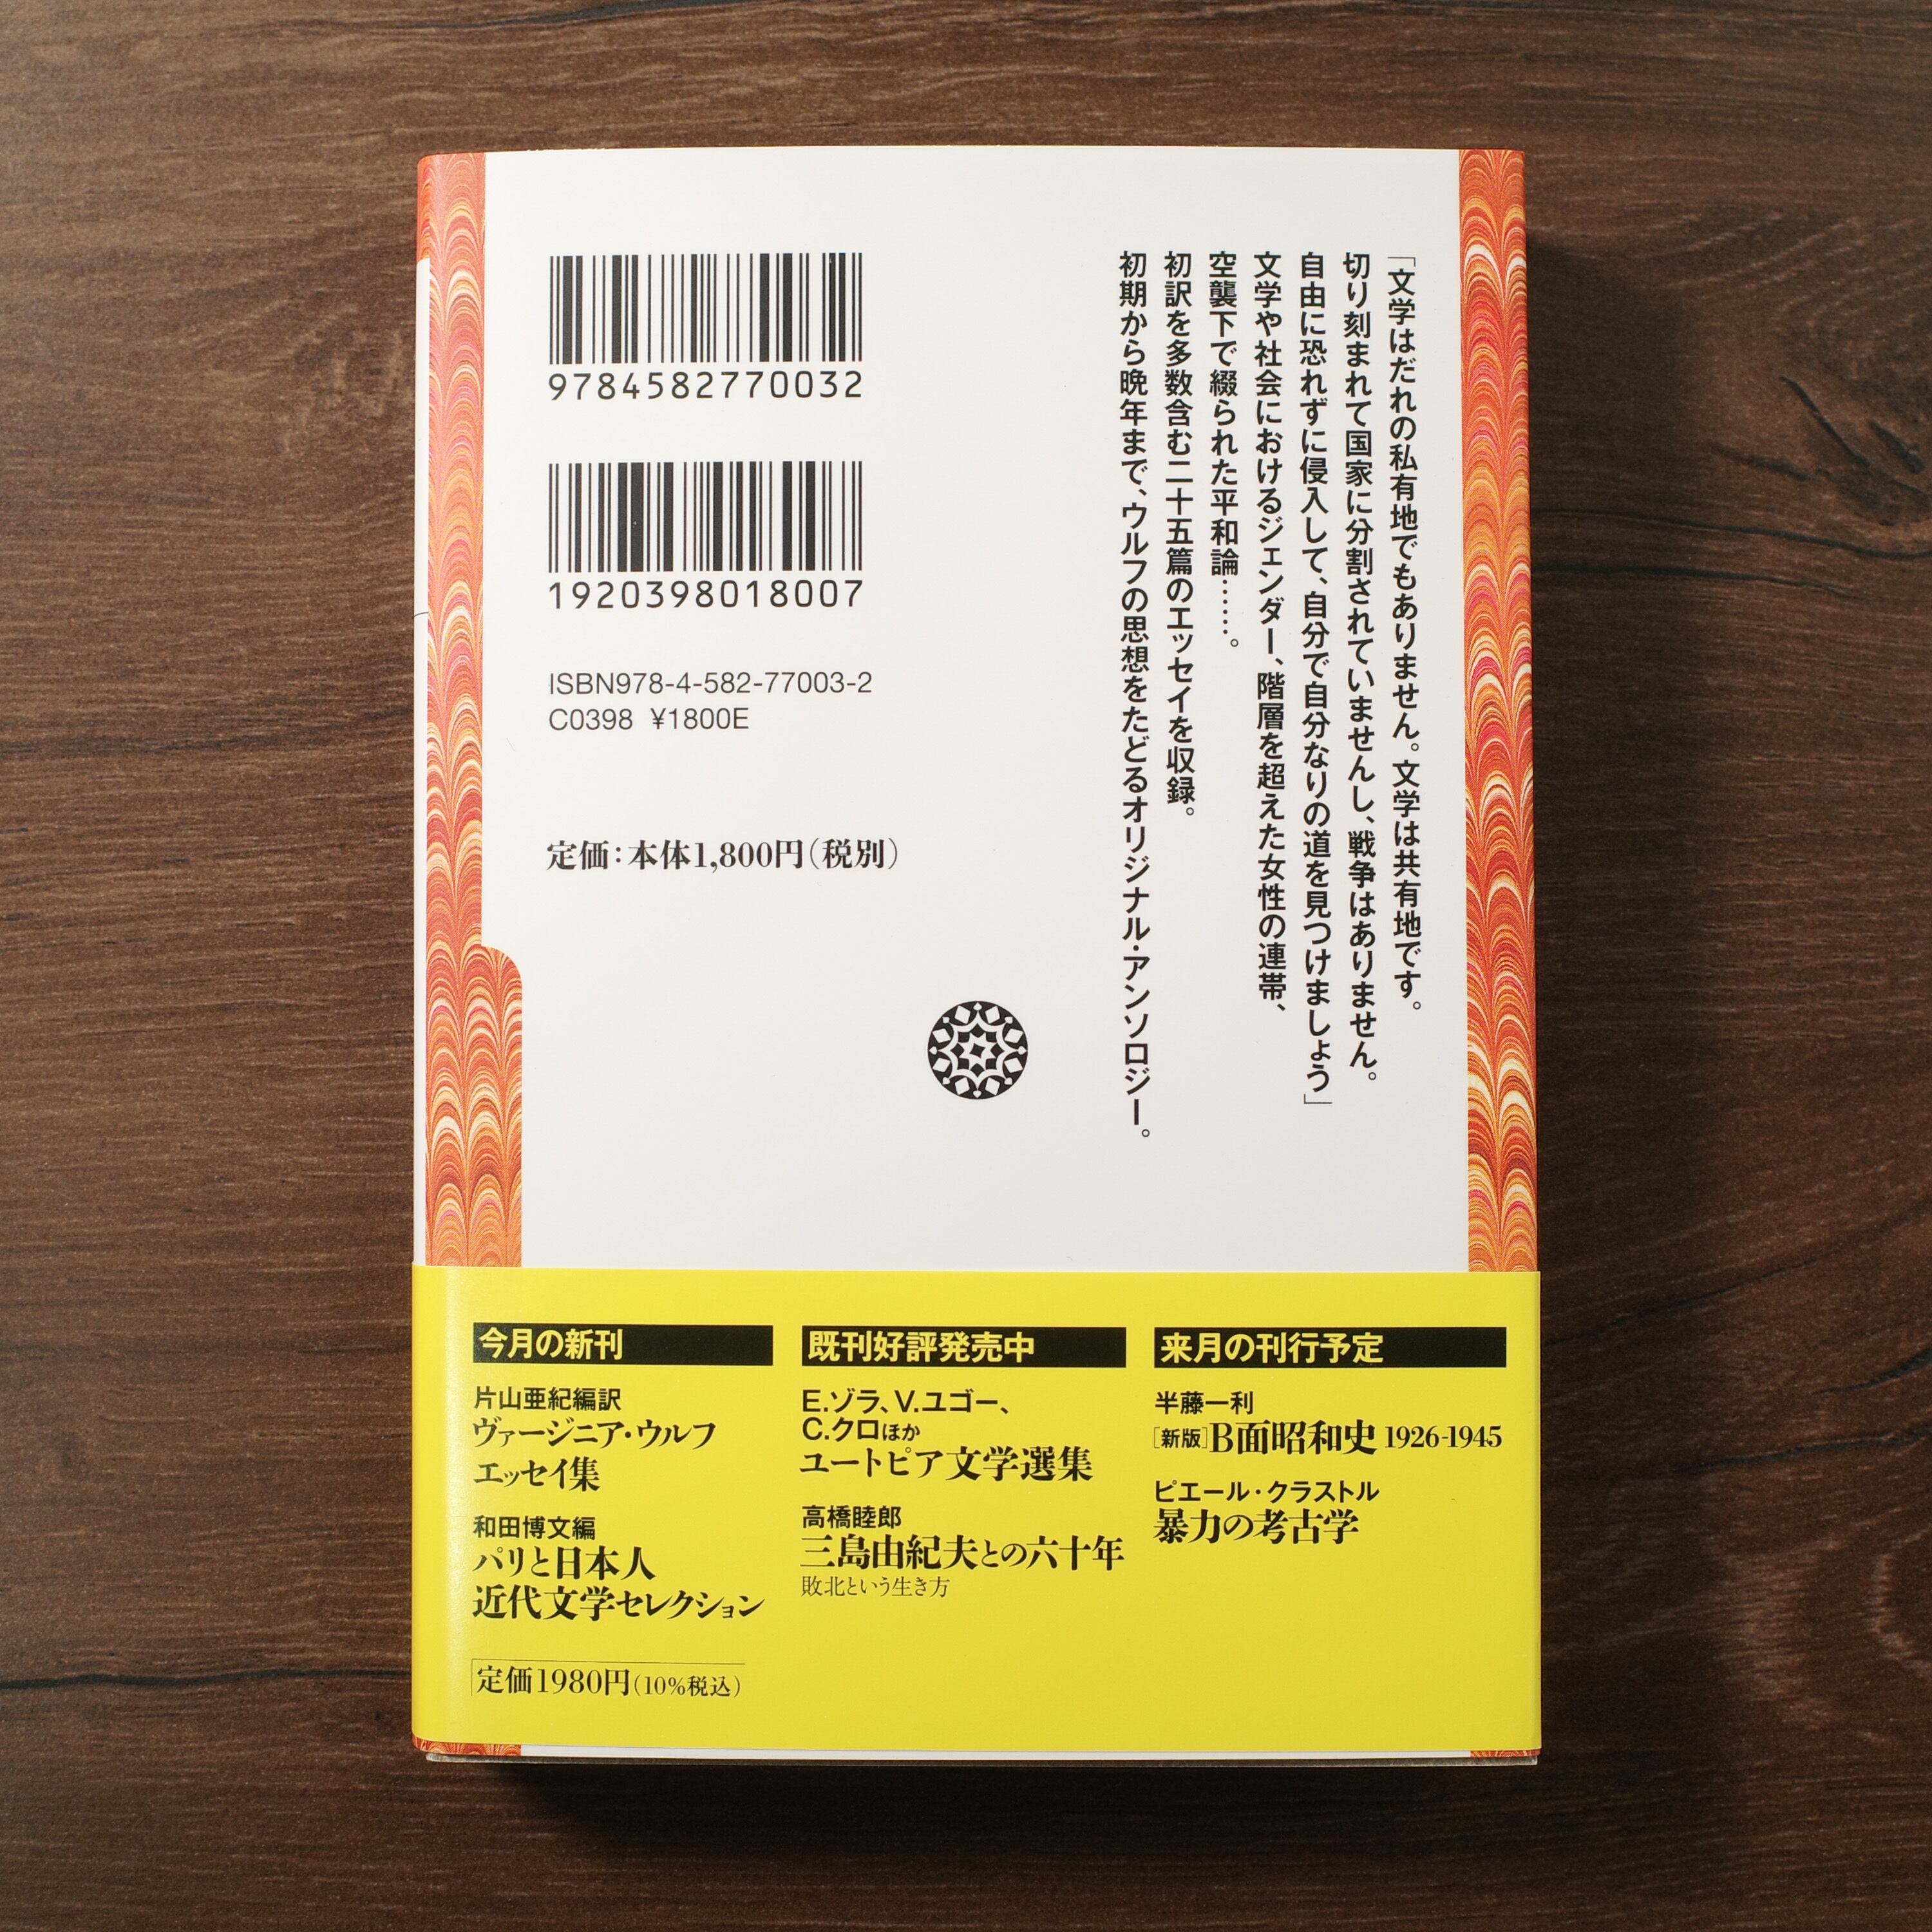 「文学はだれの私有地でもありません。文学は共有地です。
切り刻まれて国家に分割されていませんし、戦争はありません。
自由に恐れずに侵入して、自分で自分なりの道を見つけましょう」
文学や社会におけるジェンダー、階層を超えた女性の連帯、
空襲下で綴られた平和論……。
初訳を多数含む二十五篇のエッセイを収録。
初期から晩年まで、ウルフの思想をたどるオリジナル・アンソロジー。
9784582770032
1920398018007
ISBN978-4-582-77003-2
C0398 ¥1800E
定価：本体1,800円（税別）
今月の新刊
片山亜紀編訳
ヴァージニア・ウルフ
エッセイ集
和田博文編
パリと日本人
近代文学セレクション
定価1980円（10％税込）
既刊好評発売中
E.ゾラ、V.ユゴー、
C.クロほか
ユートピア文学選集
高橋睦郎
三島由紀夫との六十年
敗北という生き方
来月の刊行予定
半藤一利
［新版］B面昭和史 1926-1945
ピエール・クラストル
暴力の考古学